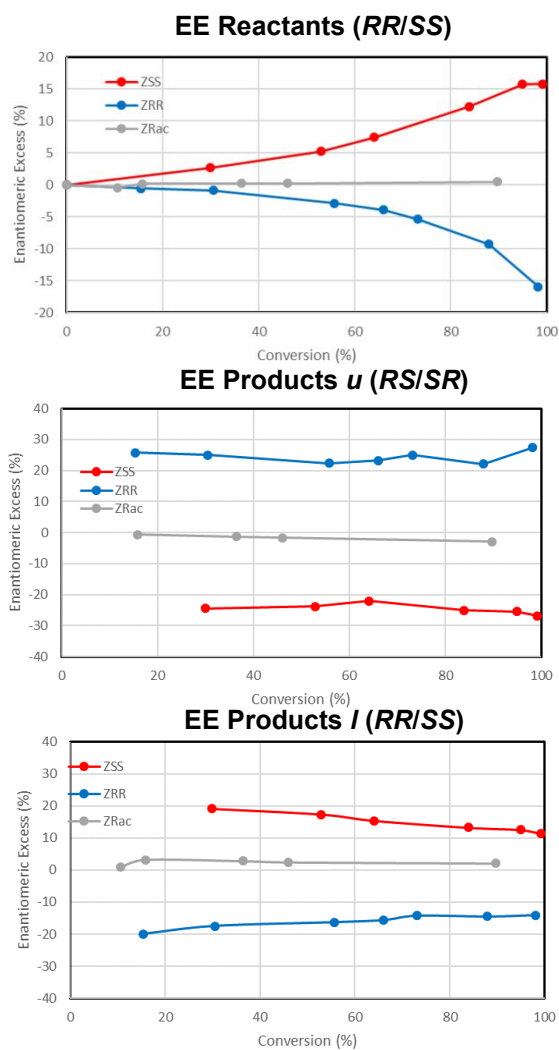 EE Reactants (RR/SS)
20
15
10
5
0
-5
-10
-15
-20
Enantiomeric Excess (%)
ZSS
ZRR
ZRac
0 20 40 60 80 100
Conversion (%)
EE Products u (RS/SR)
40
30
20
10
0
-10
-20
-30
-40
Enantiomeric Excess (%)
ZSS
ZRR
ZRac
0 20 40 60 80 100
Conversion (%)
EE Products l (RR/SS)
40
30
20
10
0
-10
-20
-30
-40
Enantiomeric Excess (%)
ZSS
ZRR
ZRac
0 20 40 60 80 100
Conversion (%)